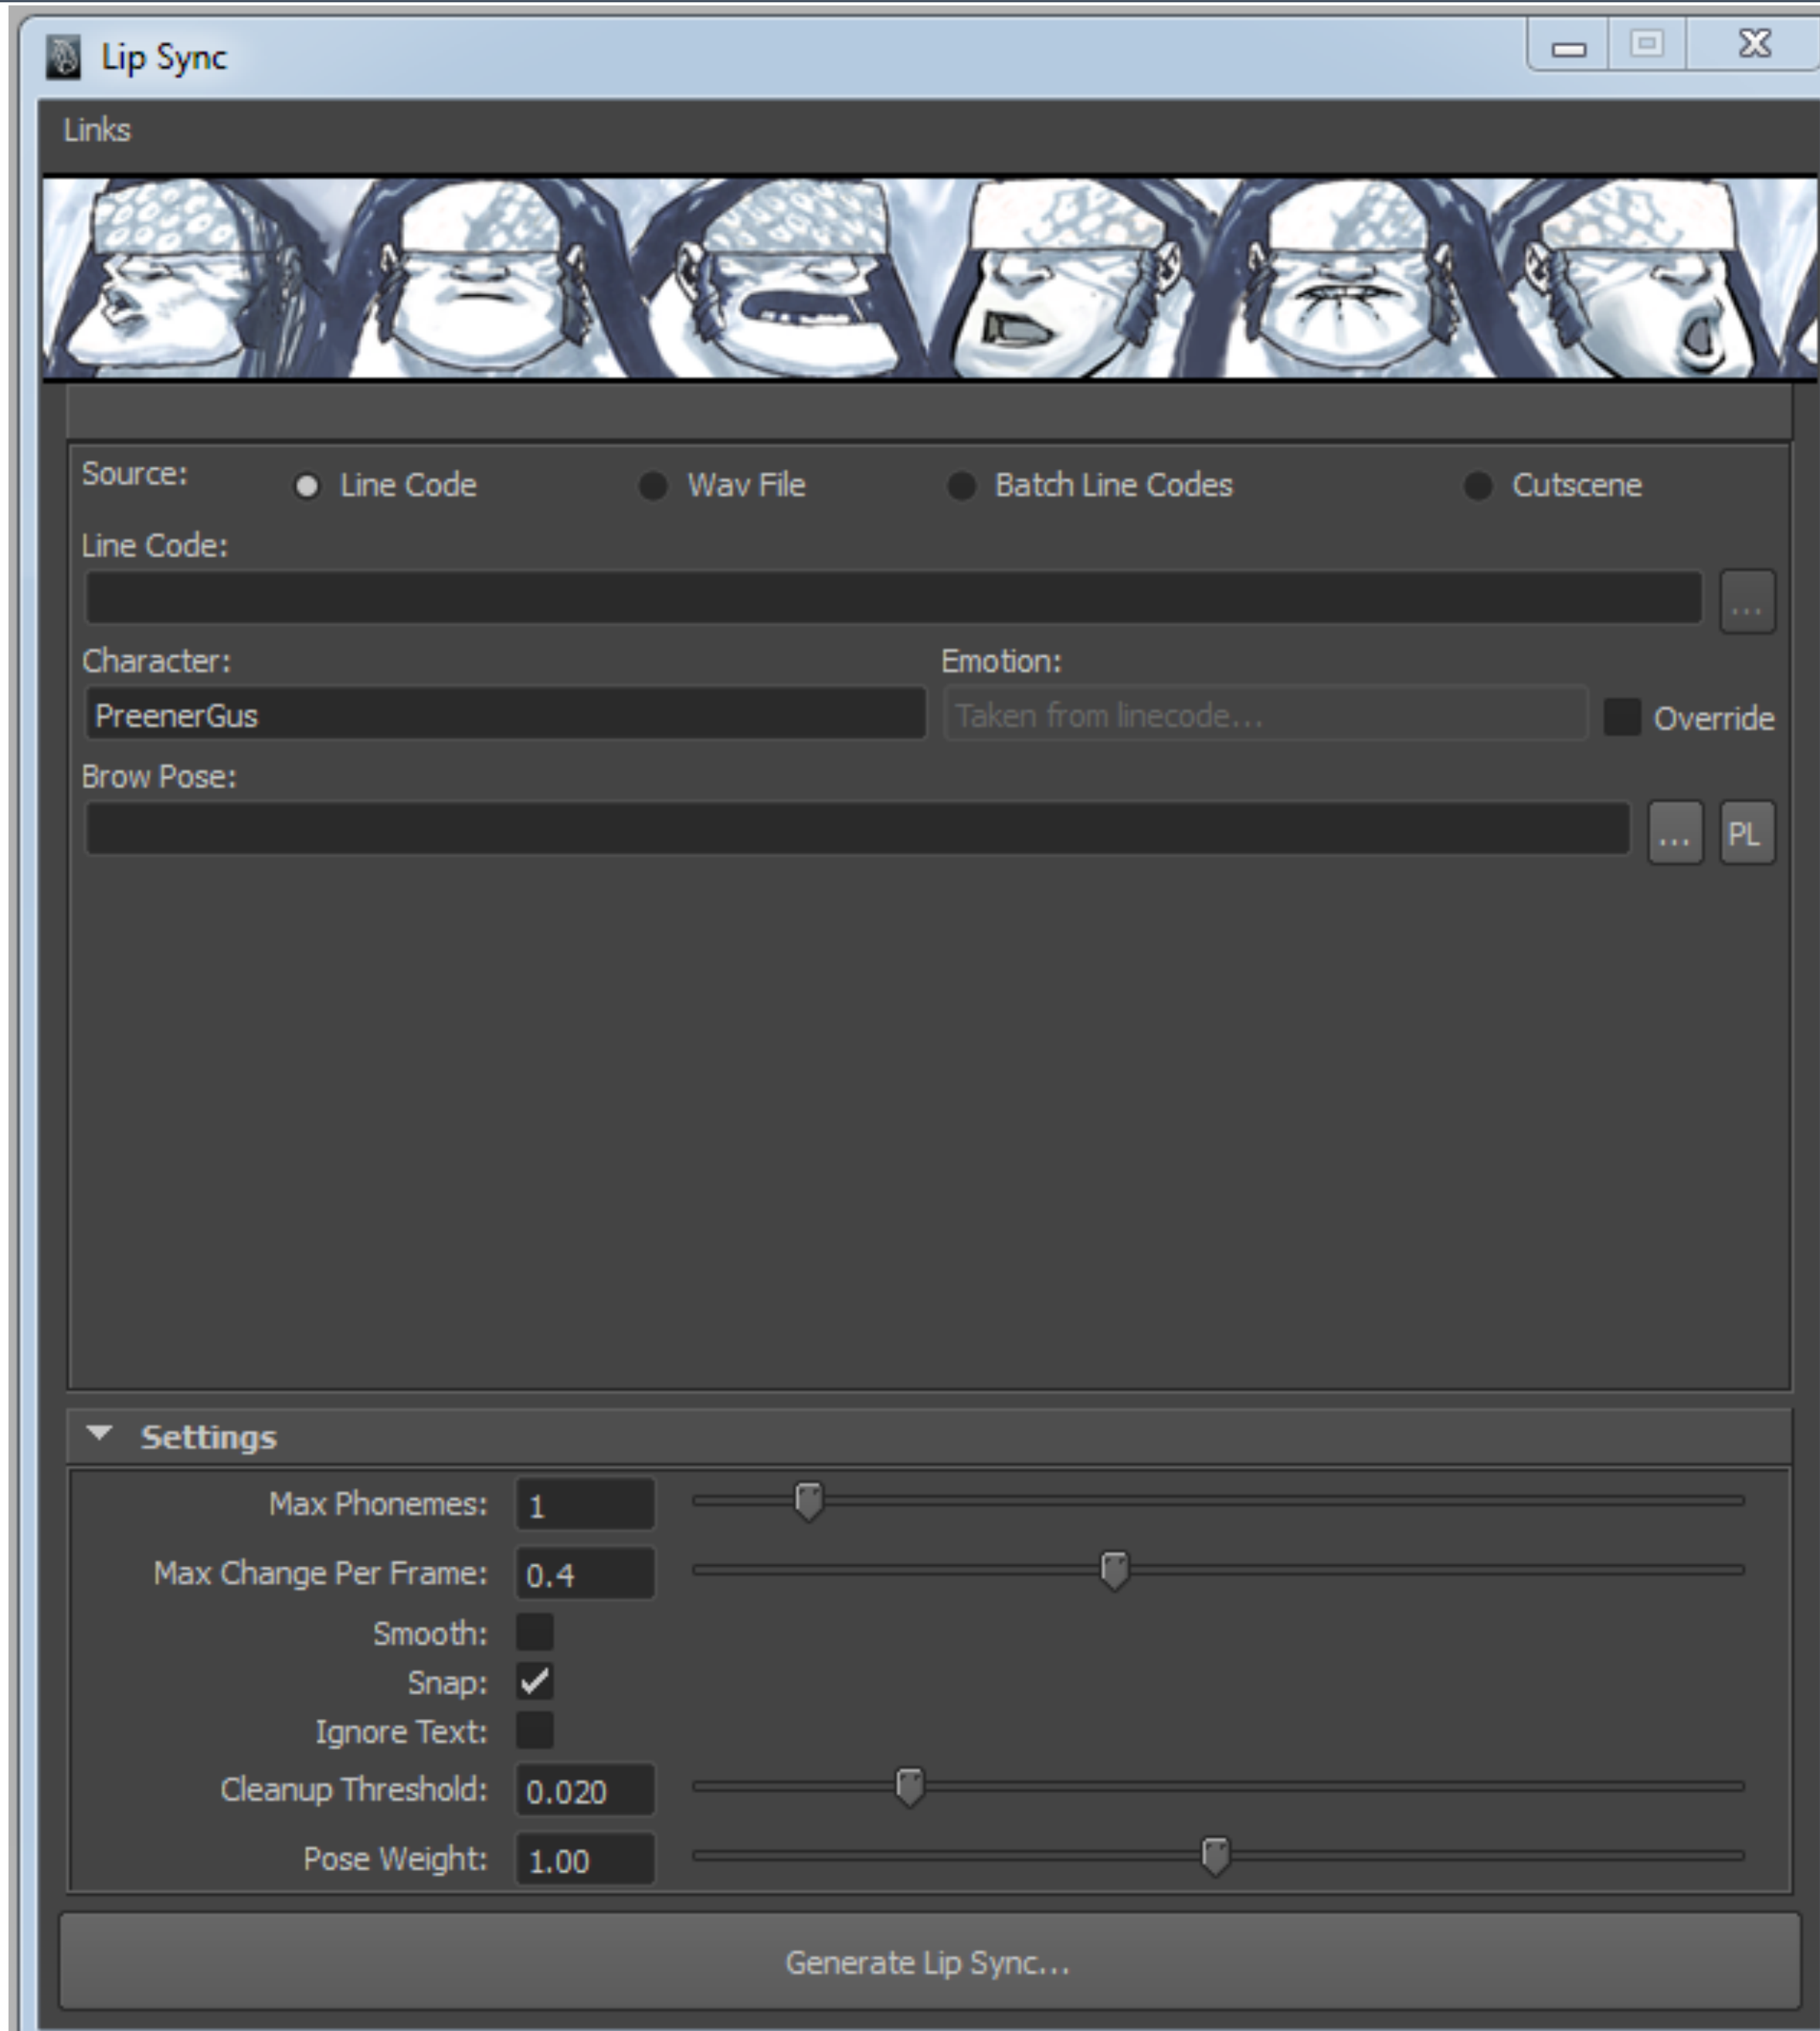 Lip Sync
Links
Source: Line Code Wav File Batch Line Codes Cutscene
Line Code:
...
Character: Emotion:
PreenerGus Taken from linecode... Override
Brow Pose:
... PL
Settings
Max Phonemes: 1
Max Change Per Frame: 0.4
Smooth:
Snap:
Ignore Text:
Cleanup Threshold: 0.020
Pose Weight: 1.00
Generate Lip Sync...